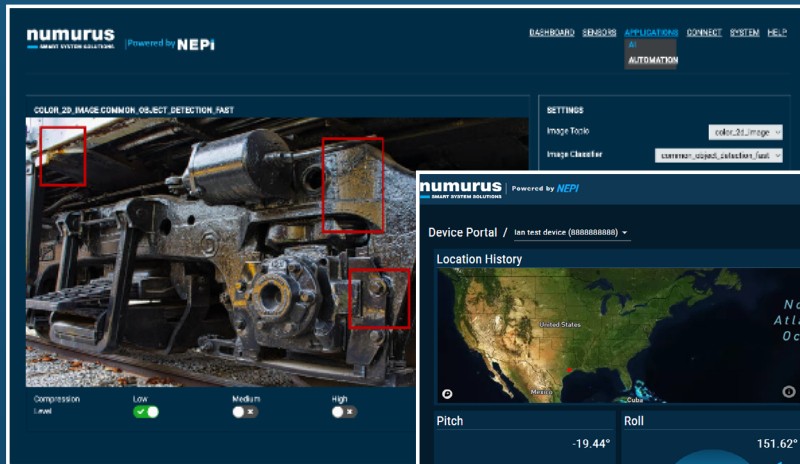 numurus
SMART SYSTEM SOLUTIONS
Powered by NEPI
DASHBOARD SENSORS APPLICATIONS CONNECT SYSTEM HELP
AI
AUTOMATION
COLOR_2D_IMAGE:COMMON_OBJECT_DETECTION_FAST
SETTINGS
Image Topic
color_2d_image
Image Classifier
common_object_detection_fast
Compression
Level
Low
Medium
High
numurus
SMART SYSTEM SOLUTIONS
Powered by NEPI
Device Portal / Ian test device (8888888888)
Location History
United States
Mexico
Cuba
Pitch
-19.44°
Roll
151.62°